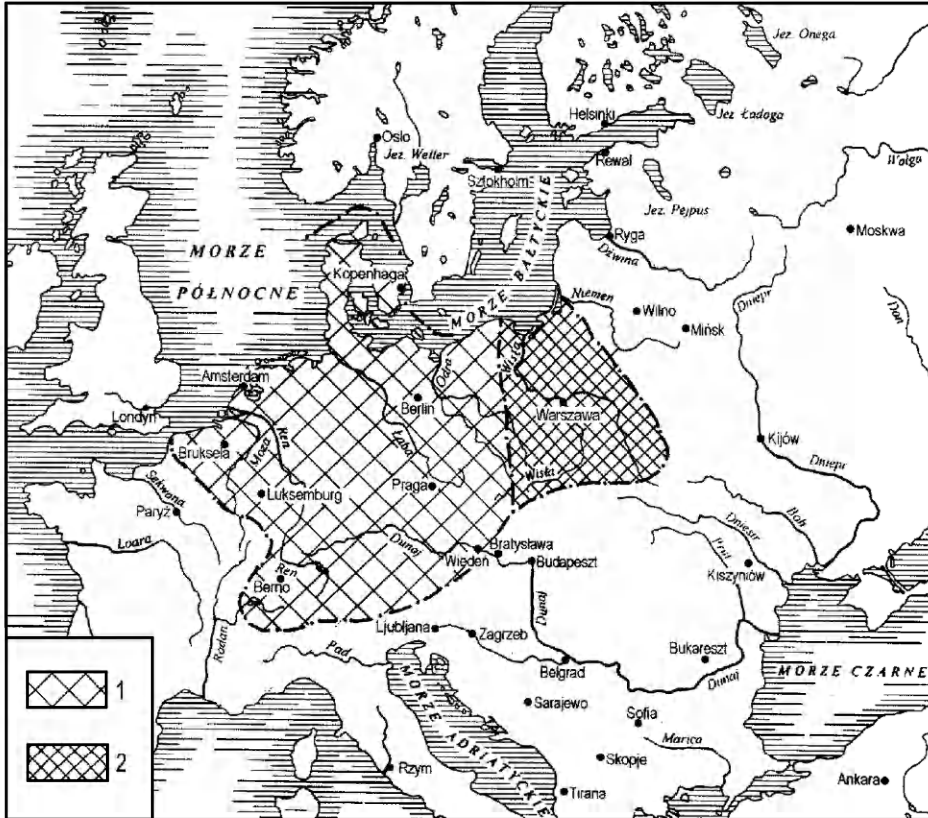 Jez. Onega
Helsinki
Jez. Ładoga
Oslo
Jez. Wetter
Rewal
Wołga
Sztokholm
Jez. Pejpus
Moskwa
Ryga
Dźwina
MORZE
PÓŁNOCNE
Kopenhaga
MORZE BAŁTYCKIE
Niemen
Wilno
Mińsk
Dniepr
Don
Amsterdam
Odra
Wisła
Berlin
Warszawa
Londyn
Ren
Łaba
Kijów
Bruksela
Moza
Dniepr
Wisła
Praga
Sekwana
Luksemburg
Paryż
Boh
Loara
Dunaj
Bratysława
Dniestr
Prut
Wiedeń
Budapeszt
Kiszyniów
Ren
Berno
Dunaj
Ljubljana
Zagrzeb
Rodan
Pad
Belgrad
Bukareszt
Dunaj
MORZE CZARNE
1
MORZE ADRIATYCKIE
Sarajewo
Sofia
Marica
2
Skopje
Rzym
Tirana
Ankara